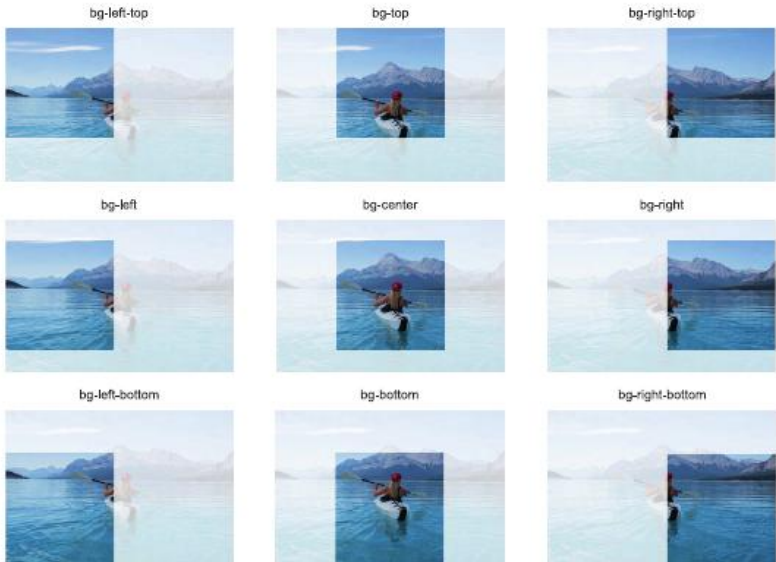 bg-left-top
bg-top
bg-right-top
bg-left
bg-center
bg-right
bg-left-bottom
bg-bottom
bg-right-bottom